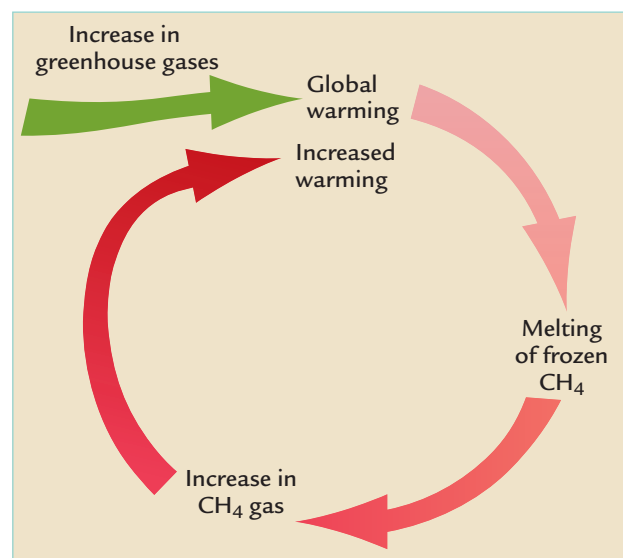 Increase in
greenhouse gases
Global
warming
Increased
warming
Melting
of frozen
CH₄
Increase in
CH₄ gas